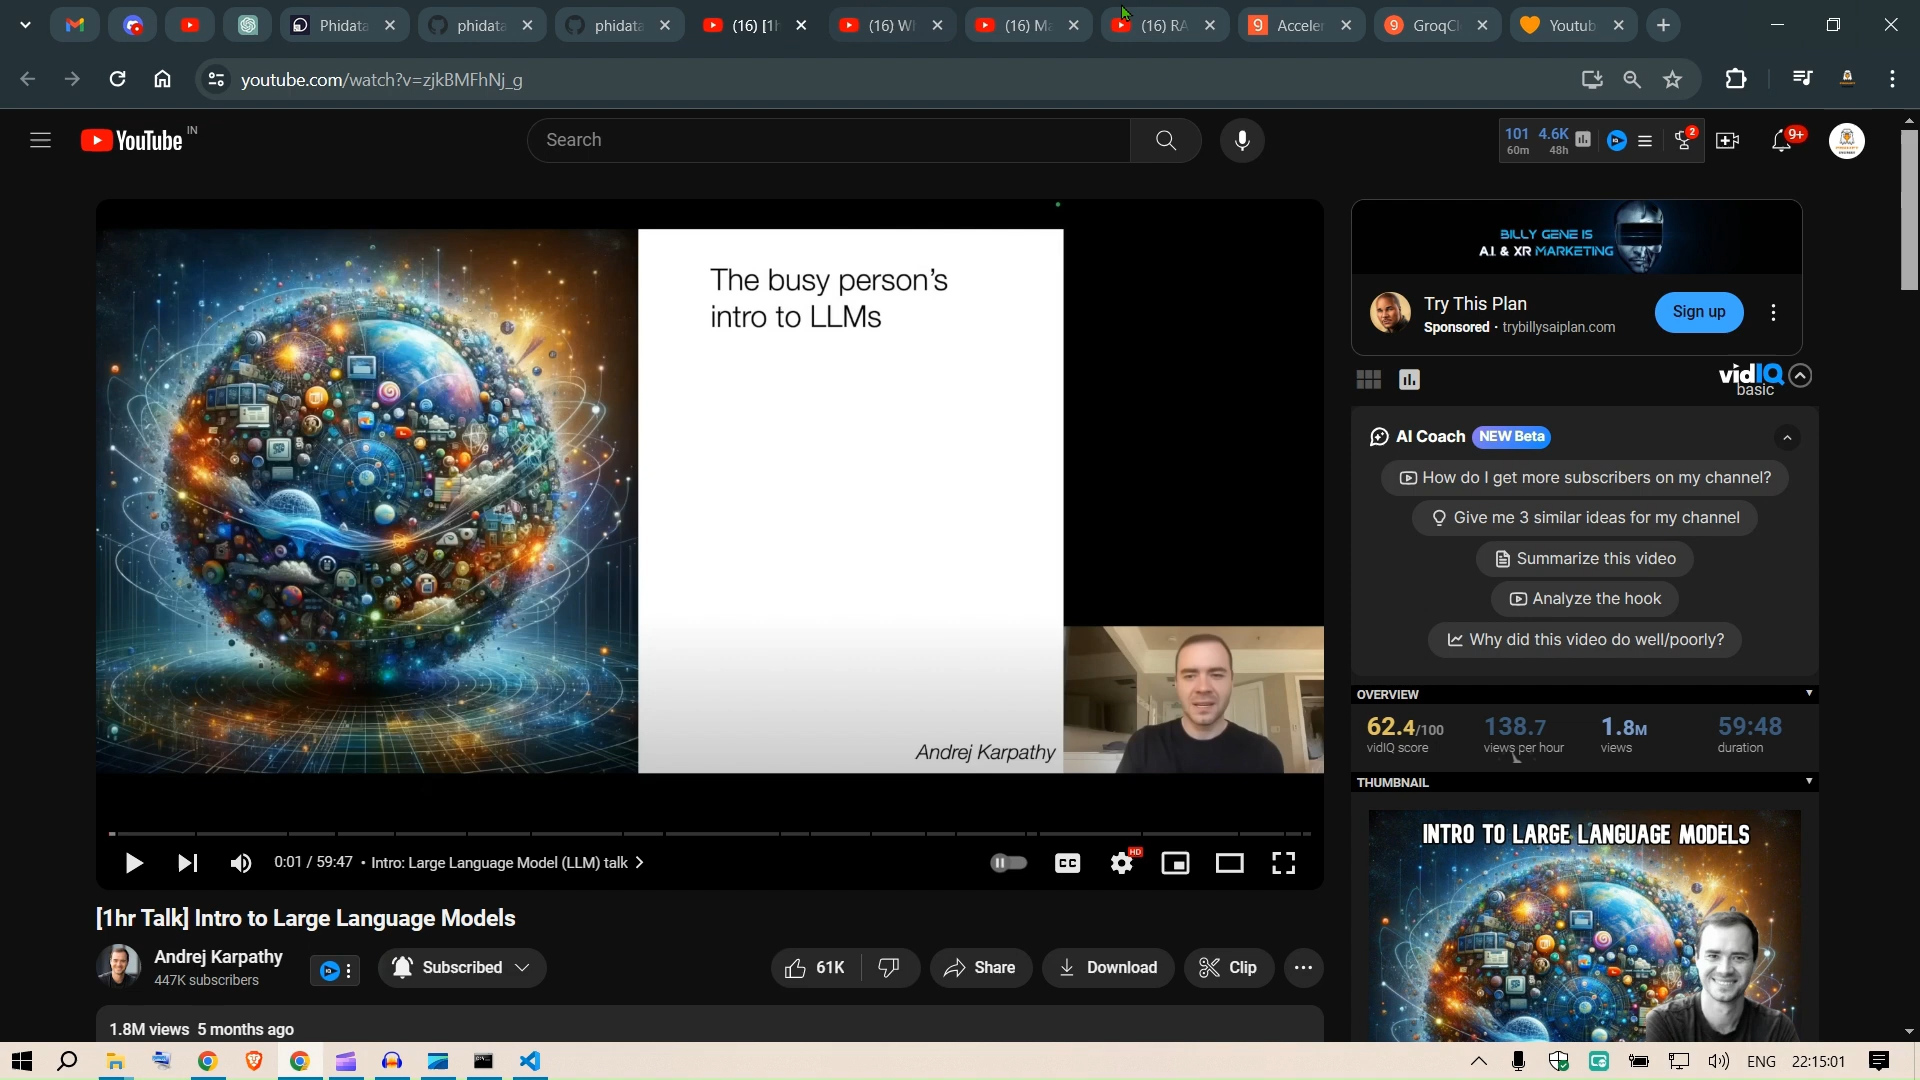 Phidata
phidata
phidata
(16) [1h
(16) Wh
(16) Ma
(16) RA
Acceler
GroqCl
Youtub
youtube.com/watch?v=zjkBMFhNj_g
YouTube IN
Search
101 4.6K
60m 48h
2
9+
The busy person's
intro to LLMs
Andrej Karpathy
BILLY GENE IS
A.I. & XR MARKETING
Try This Plan
Sponsored · trybillysaiplan.com
Sign up
vidIQ
basic
AI Coach NEW Beta
How do I get more subscribers on my channel?
Give me 3 similar ideas for my channel
Summarize this video
Analyze the hook
Why did this video do well/poorly?
OVERVIEW
62.4/100 138.7 1.8M 59:48
vidIQ score views per hour views duration
THUMBNAIL
INTRO TO LARGE LANGUAGE MODELS
0:01 / 59:47 • Intro: Large Language Model (LLM) talk
CC
HD
[1hr Talk] Intro to Large Language Models
Andrej Karpathy
447K subscribers
Subscribed
61K
Share
Download
Clip
1.8M views 5 months ago
ENG 22:15:01